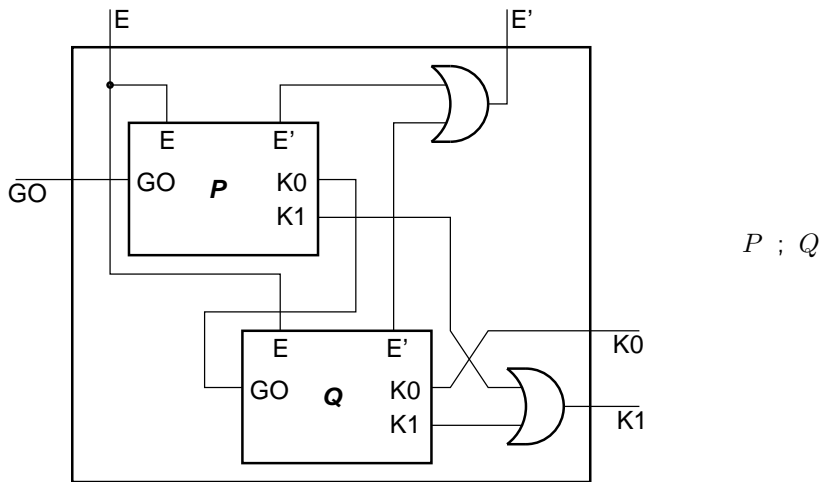 E E'
E E'
GO GO P K0
K1
P ; Q
E E'
K0
GO Q K0
K1 K1